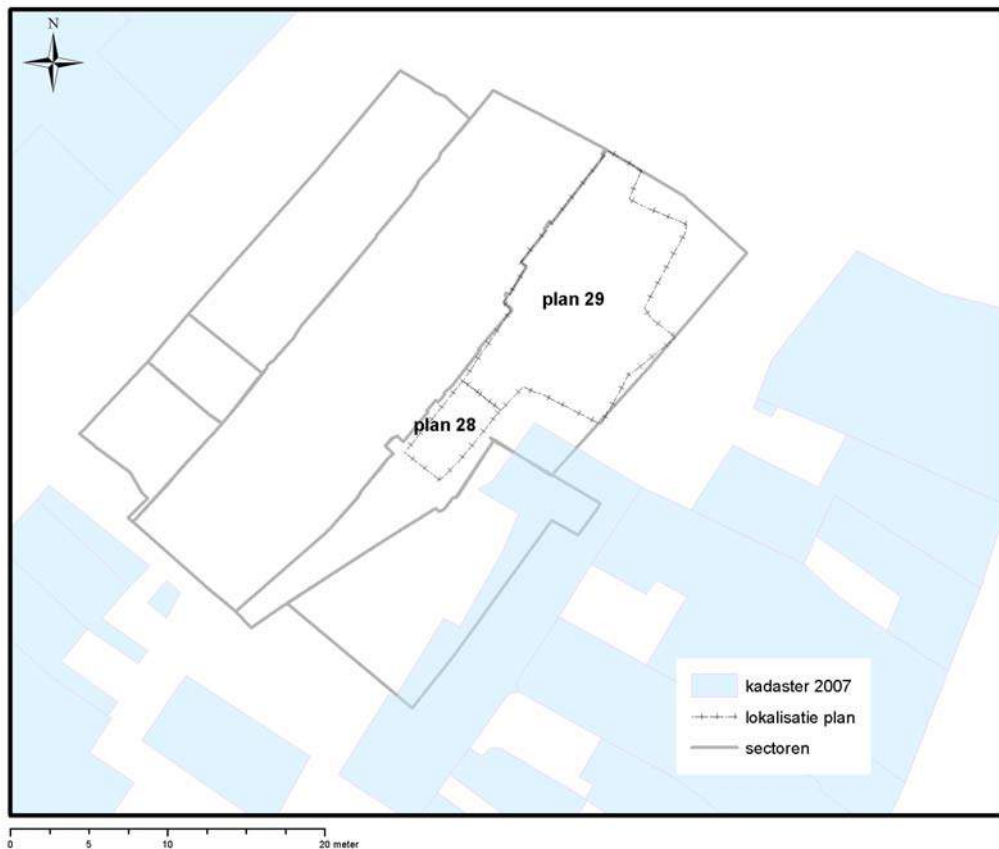 N
plan 29
plan 28
kadaster 2007
lokalisatie plan
sectoren
0 5 10 20 meter